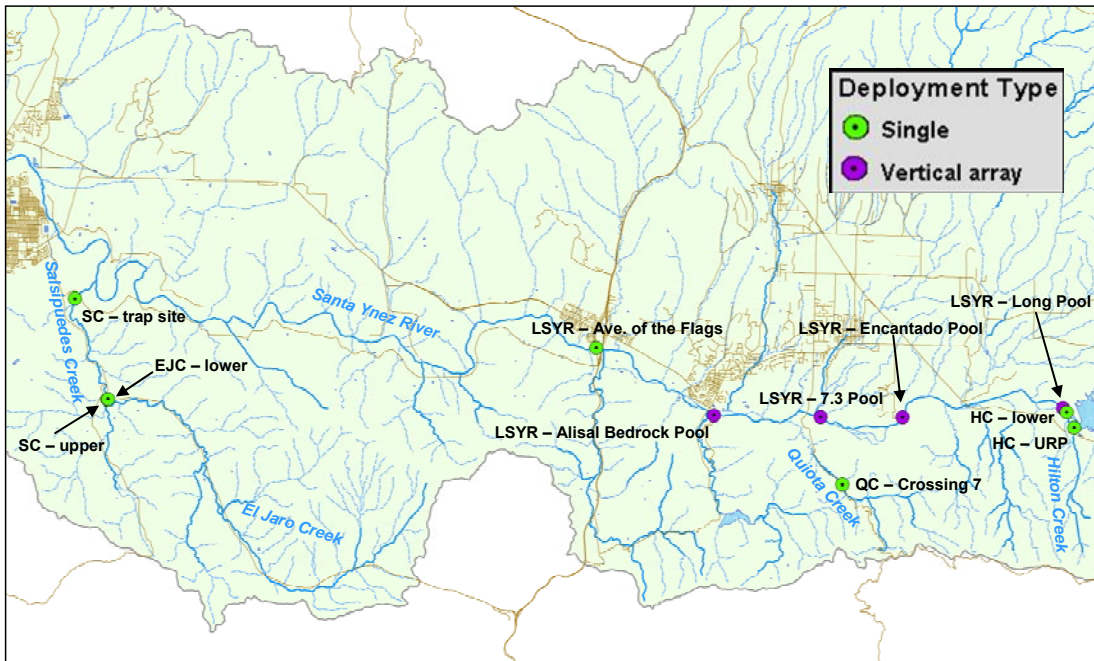 Deployment Type
Single
Vertical array
Salsipuedes Creek
SC – trap site
EJC – lower
SC – upper
El Jaro Creek
Santa Ynez River
LSYR – Ave. of the Flags
LSYR – Alisal Bedrock Pool
LSYR – 7.3 Pool
LSYR – Encantado Pool
LSYR – Long Pool
HC – lower
HC – URP
Quiota Creek
QC – Crossing 7
Hilton Creek